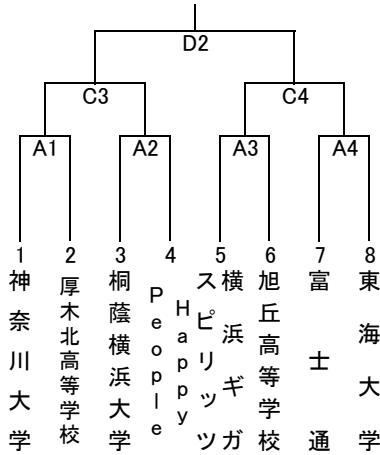 D2
C3 C4
A1 A2 A3 A4
1 2 3 4 5 6 7 8
神奈川大学
厚木北高等学校
桐蔭横浜大学
Happy
People
横浜ギガ
スピリッツ
旭丘高等学校
富士通
東海大学